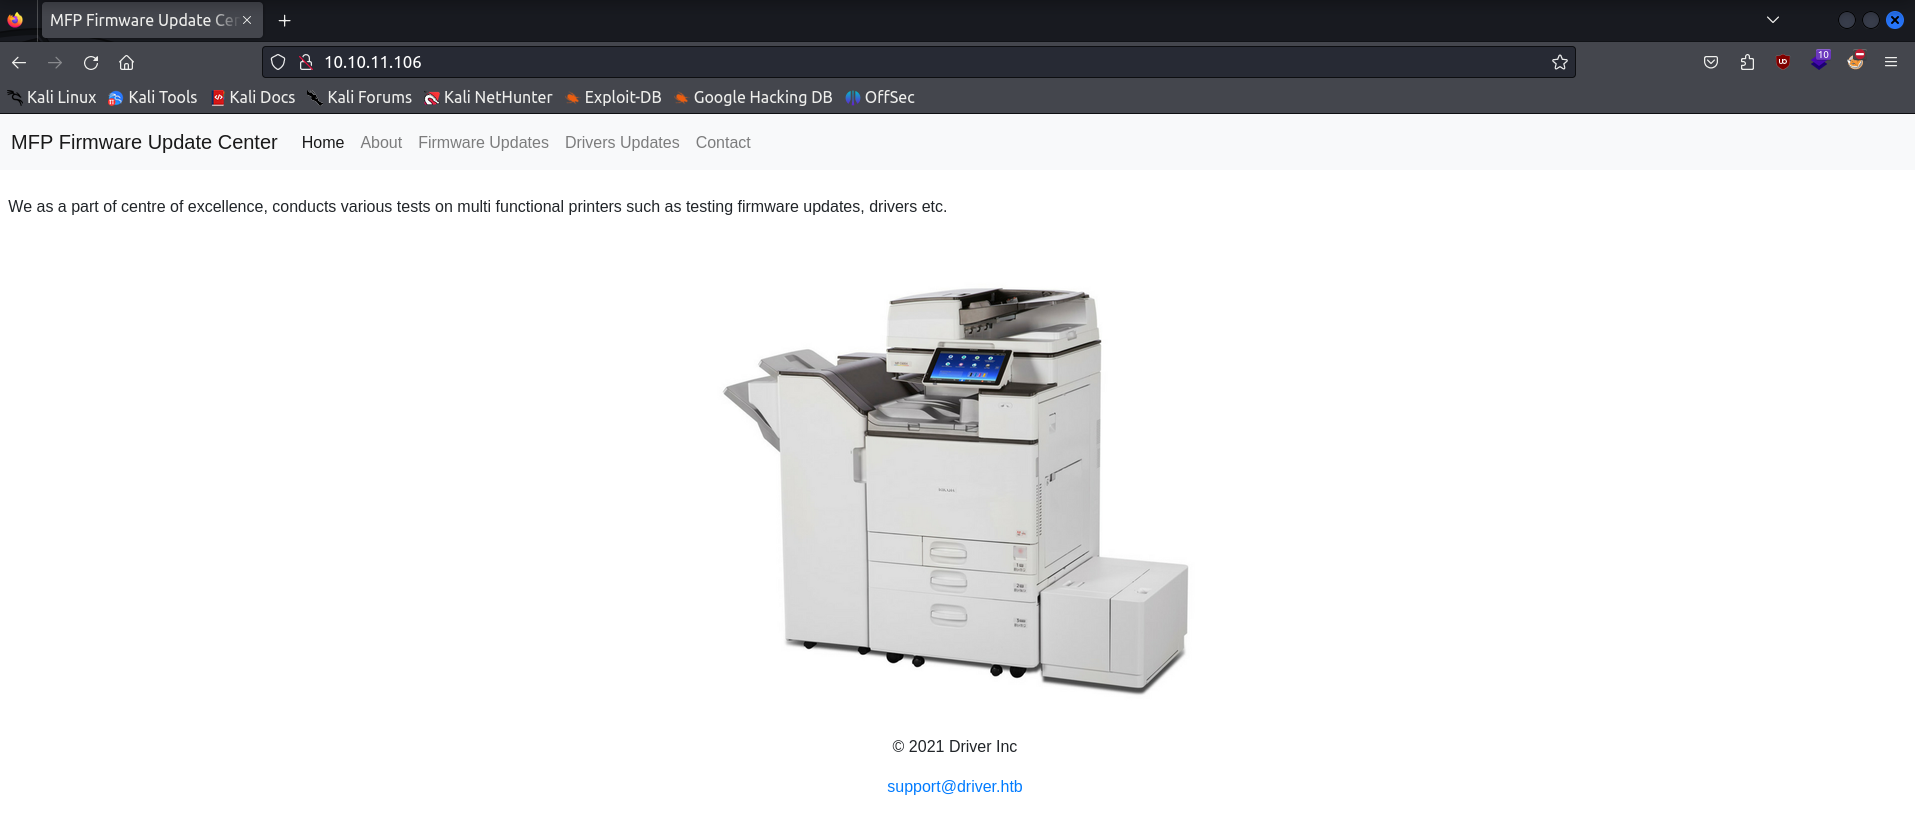 MFP Firmware Update Cen
10.10.11.106
10
Kali Linux Kali Tools Kali Docs Kali Forums Kali NetHunter Exploit-DB Google Hacking DB OffSec
MFP Firmware Update Center Home About Firmware Updates Drivers Updates Contact
We as a part of centre of excellence, conducts various tests on multi functional printers such as testing firmware updates, drivers etc.
© 2021 Driver Inc
support@driver.htb